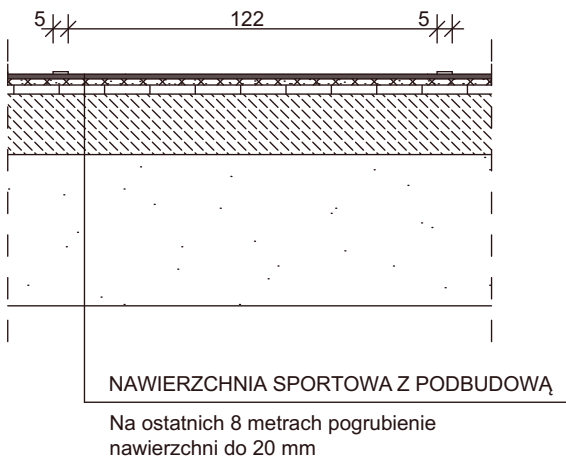 5 122 5
NAWIERZCHNIA SPORTOWA Z PODBUDOWĄ
Na ostatnich 8 metrach pogrubienie
nawierzchni do 20 mm